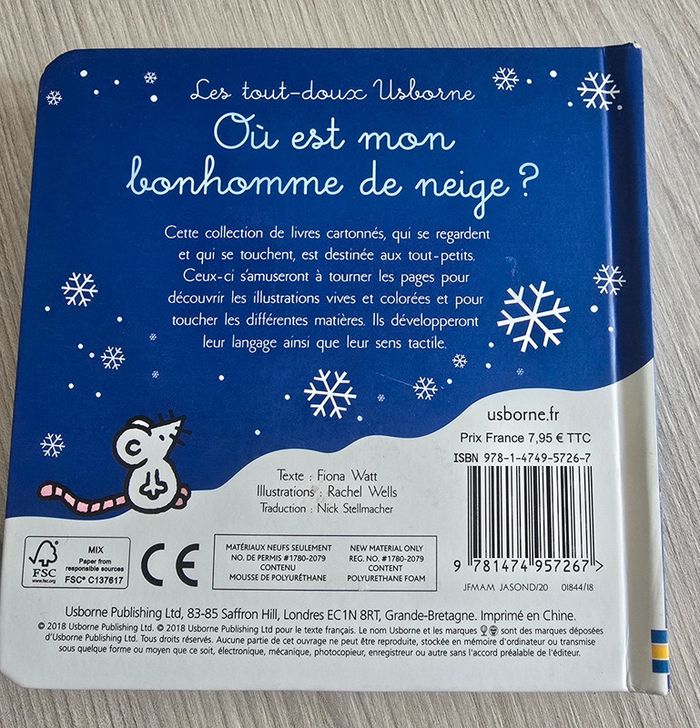 Les tout-doux Usborne
Où est mon
bonhomme de neige ?
Cette collection de livres cartonnés, qui se regardent
et qui se touchent, est destinée aux tout-petits.
Ceux-ci s'amuseront à tourner les pages pour
découvrir les illustrations vives et colorées et pour
toucher les différentes matières. Ils développeront
leur langage ainsi que leur sens tactile.
usborne.fr
Prix France 7,95 € TTC
ISBN 978-1-4749-5726-7
Texte : Fiona Watt
Illustrations : Rachel Wells
Traduction : Nick Stellmacher
9 781474 957267 >
JFMAM JASOND/20 01844/18
FSC
www.fsc.org
MIX
Paper from
responsible sources
FSC® C137617
CE
MATÉRIAUX NEUFS SEULEMENT
NO. DE PERMIS #1780-2079
CONTENU
MOUSSE DE POLYURÉTHANE
NEW MATERIAL ONLY
REG. NO. #1780-2079
CONTENT
POLYURETHANE FOAM
Usborne Publishing Ltd, 83-85 Saffron Hill, Londres EC1N 8RT, Grande-Bretagne. Imprimé en Chine.
© 2018 Usborne Publishing Ltd. © 2018 Usborne Publishing Ltd pour le texte français. Le nom Usborne et les marques sont des marques déposées
d'Usborne Publishing Ltd. Tous droits réservés. Aucune partie de cet ouvrage ne peut être reproduite, stockée en mémoire d'ordinateur ou transmise
sous quelque forme ou moyen que ce soit, électronique, mécanique, photocopieur, enregistreur ou autre sans l'accord préalable de l'éditeur.